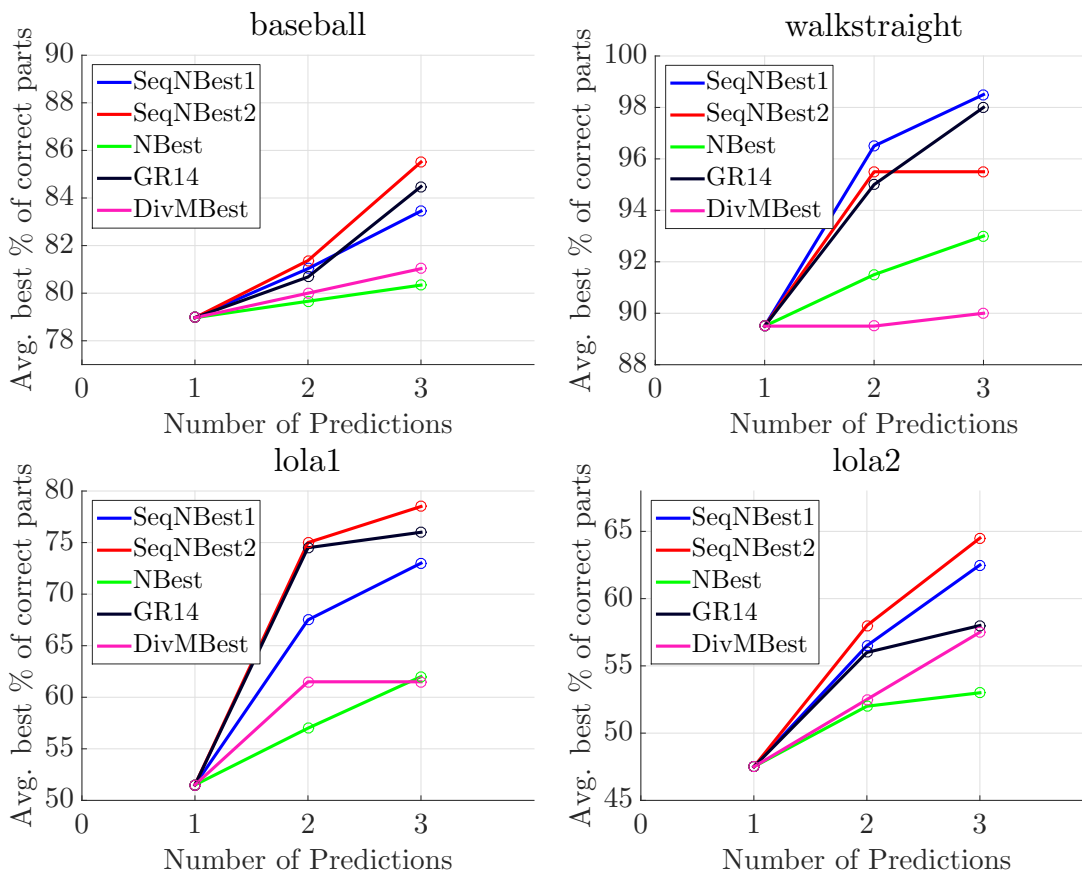 baseball
Avg. best % of correct parts
90
88
86
84
82
80
78
SeqNBest1
SeqNBest2
NBest
GR14
DivMBest
0 1 2 3
Number of Predictions
walkstraight
Avg. best % of correct parts
100
98
96
94
92
90
88
SeqNBest1
SeqNBest2
NBest
GR14
DivMBest
0 1 2 3
Number of Predictions
lola1
Avg. best % of correct parts
80
75
70
65
60
55
50
SeqNBest1
SeqNBest2
NBest
GR14
DivMBest
0 1 2 3
Number of Predictions
lola2
Avg. best % of correct parts
65
60
55
50
45
SeqNBest1
SeqNBest2
NBest
GR14
DivMBest
0 1 2 3
Number of Predictions